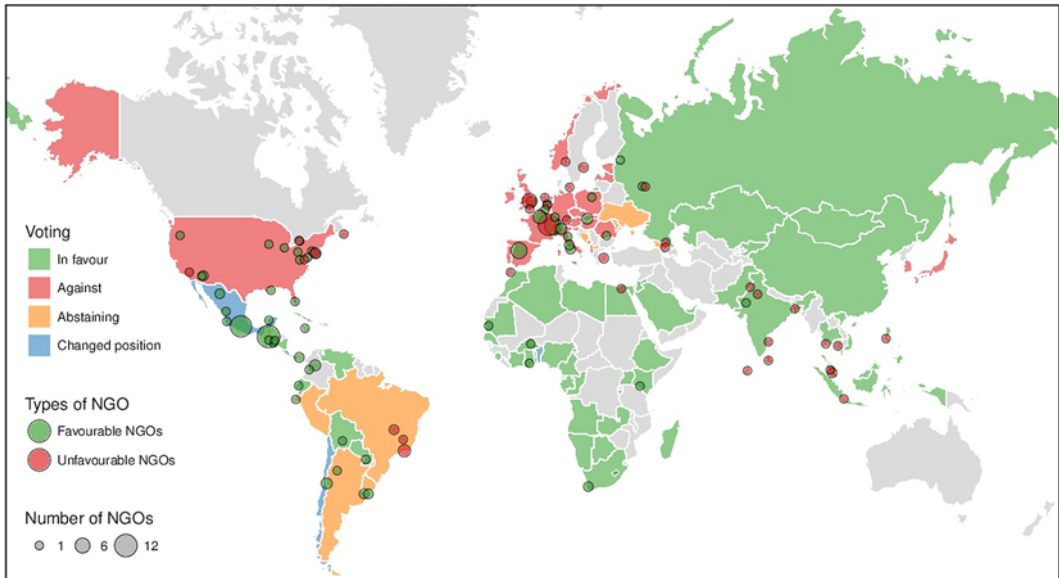 Voting
In favour
Against
Abstaining
Changed position
Types of NGO
Favourable NGOs
Unfavourable NGOs
Number of NGOs
1 6 12